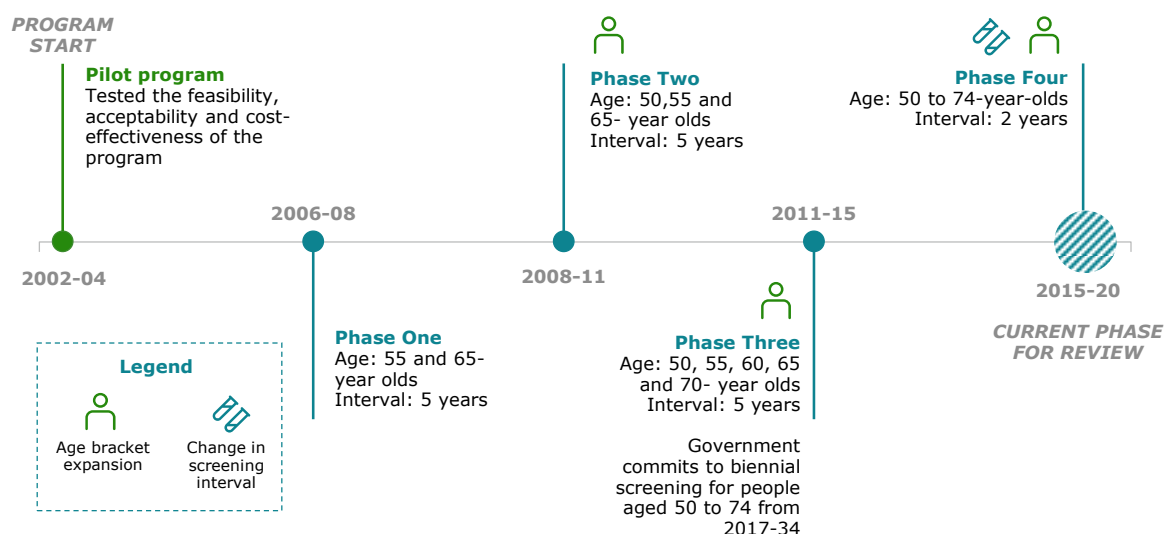 PROGRAM
START
Pilot program
Tested the feasibility,
acceptability and cost-
effectiveness of the
program
2002-04
2006-08
Phase One
Age: 55 and 65-
year olds
Interval: 5 years
Phase Two
Age: 50,55 and
65- year olds
Interval: 5 years
2008-11
2011-15
Phase Three
Age: 50, 55, 60, 65
and 70- year olds
Interval: 5 years
Government
commits to biennial
screening for people
aged 50 to 74 from
2017-34
Phase Four
Age: 50 to 74-year-olds
Interval: 2 years
2015-20
CURRENT PHASE
FOR REVIEW
Legend
Age bracket
expansion
Change in
screening
interval